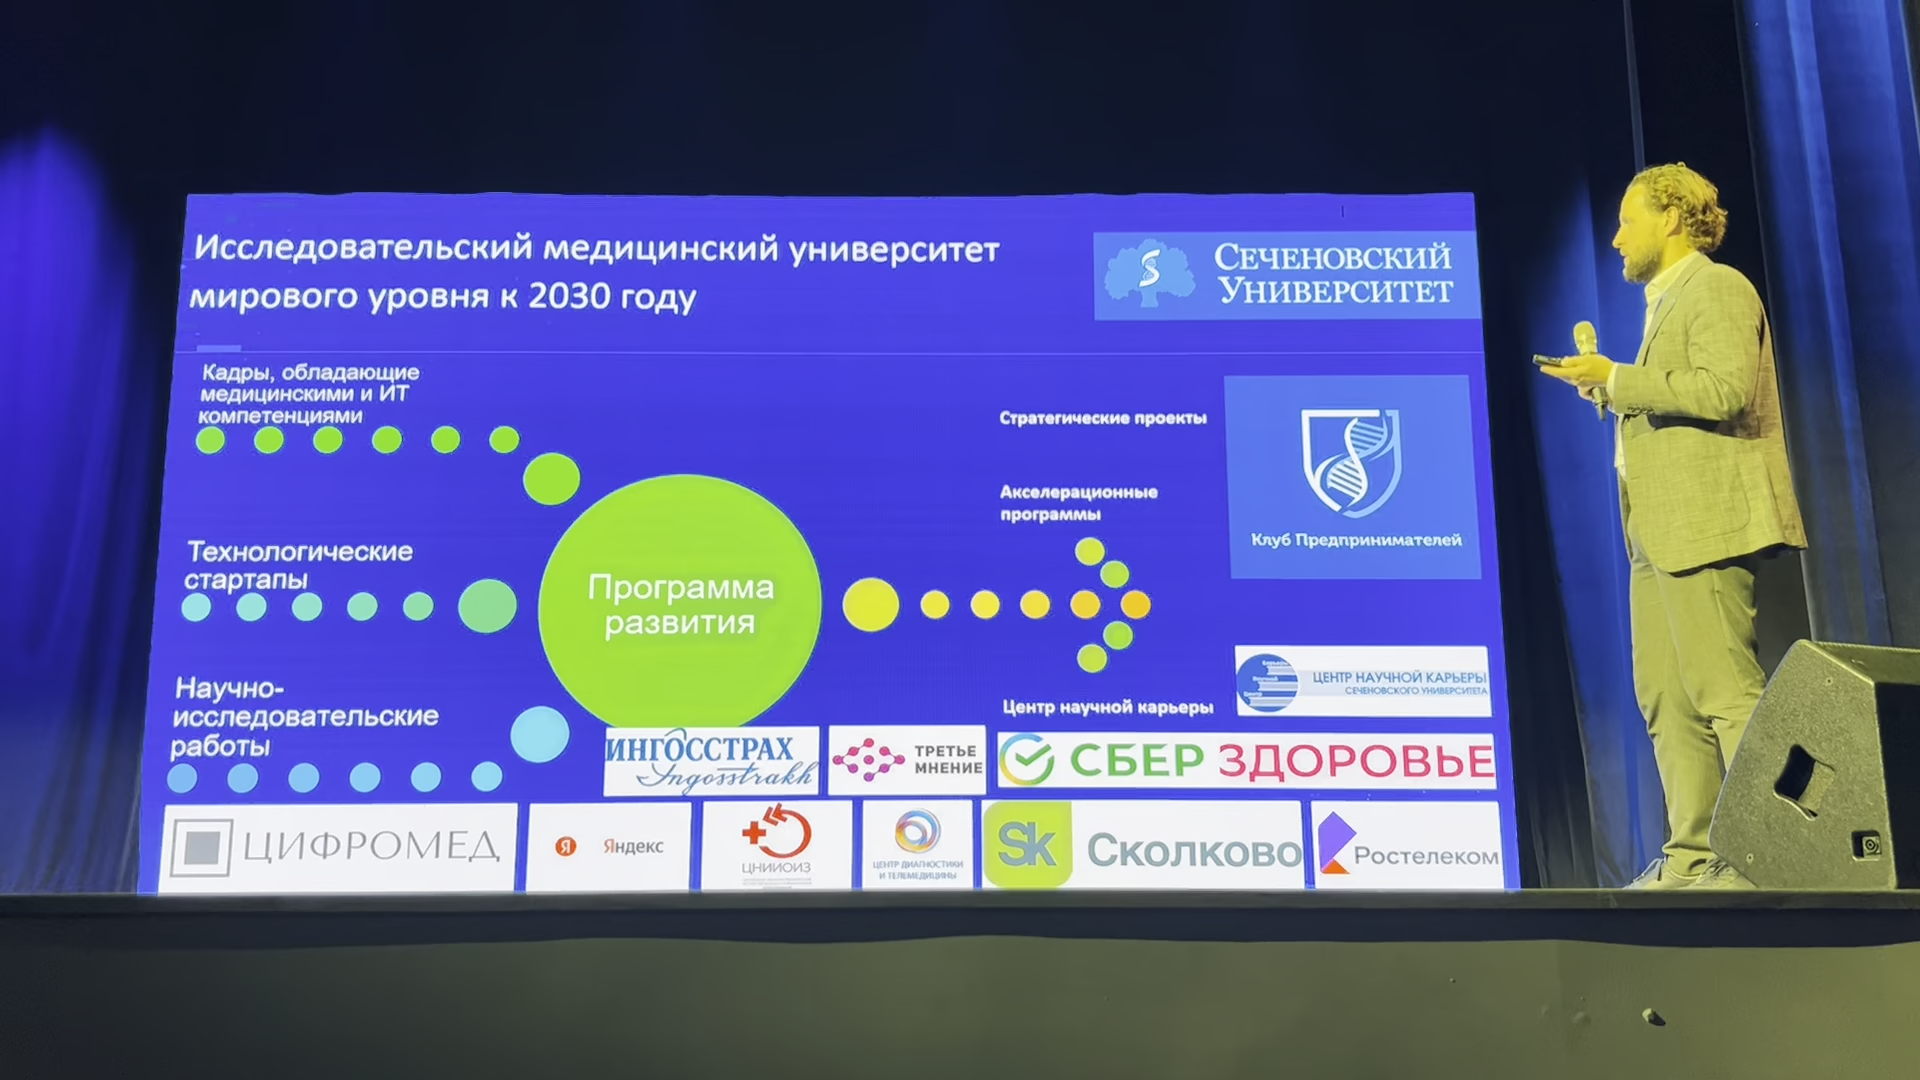 Исследовательский медицинский университет
мирового уровня к 2030 году
СЕЧЕНОВСКИЙ
УНИВЕРСИТЕТ
Кадры, обладающие
медицинскими и ИТ
компетенциями
Технологические
стартапы
Научно-
исследовательские
работы
Программа
развития
Стратегические проекты
Акселерационные
программы
Клуб Предпринимателей
Центр научной карьеры
ЦЕНТР НАУЧНОЙ КАРЬЕРЫ
СЕЧЕНОВСКОГО УНИВЕРСИТЕТА
ИНГОССТРАХ
Ingosstrakh
ТРЕТЬЕ
МНЕНИЕ
СБЕР ЗДОРОВЬЕ
ЦИФРОМЕД
Я Яндекс
ЦНИИОИЗ
ЦЕНТР ДИАГНОСТИКИ
И ТЕЛЕМЕДИЦИНЫ
Sk Сколково
Ростелеком